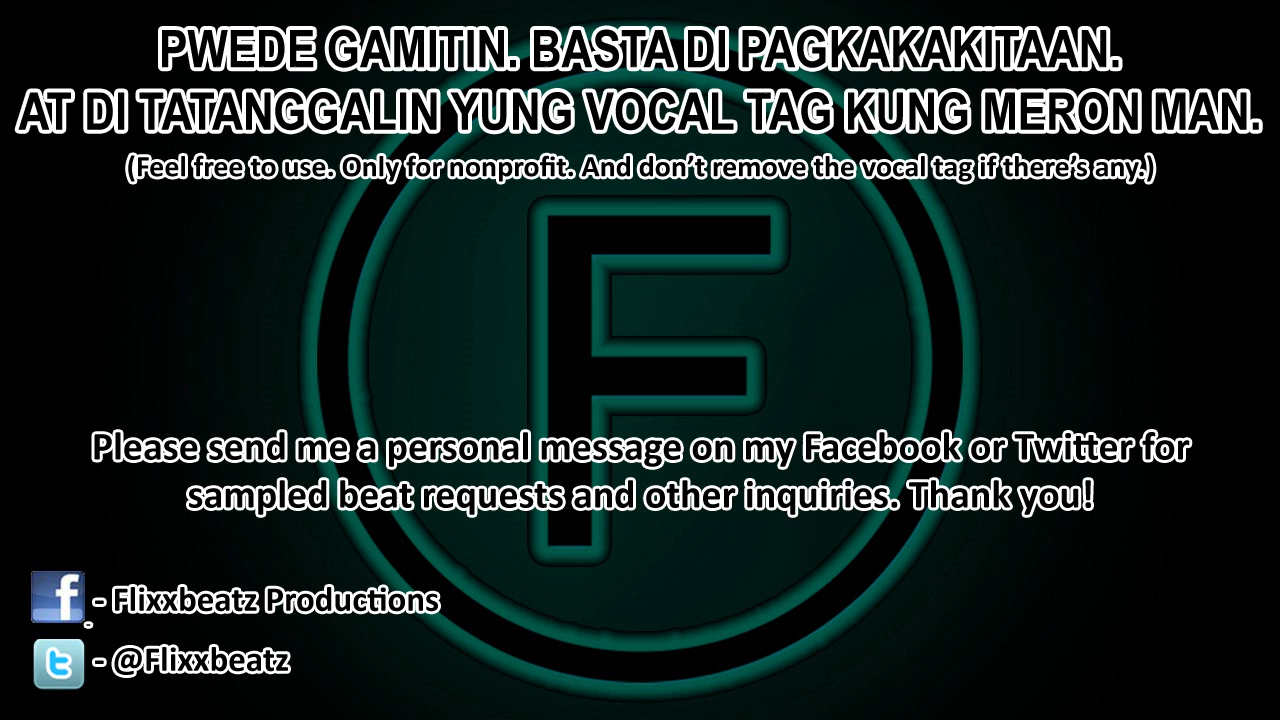 PWEDE GAMITIN. BASTA DI PAGKAKAKITAAN.
AT DI TATANGGALIN YUNG VOCAL TAG KUNG MERON MAN.
(Feel free to use. Only for nonprofit. And don't remove the vocal tag if there's any.)
F
Please send me a personal message on my Facebook or Twitter for
sampled beat requests and other inquiries. Thank you!
f - Flixxbeatz Productions
-
t - @Flixxbeatz